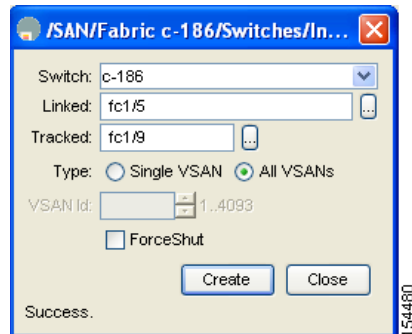 /SAN/Fabric c-186/Switches/In...
Switch: c-186
Linked: fc1/5 ...
Tracked: fc1/9 ...
Type: Single VSAN All VSANs
VSAN Id: 1..4093
ForceShut
Create Close
Success.
154480